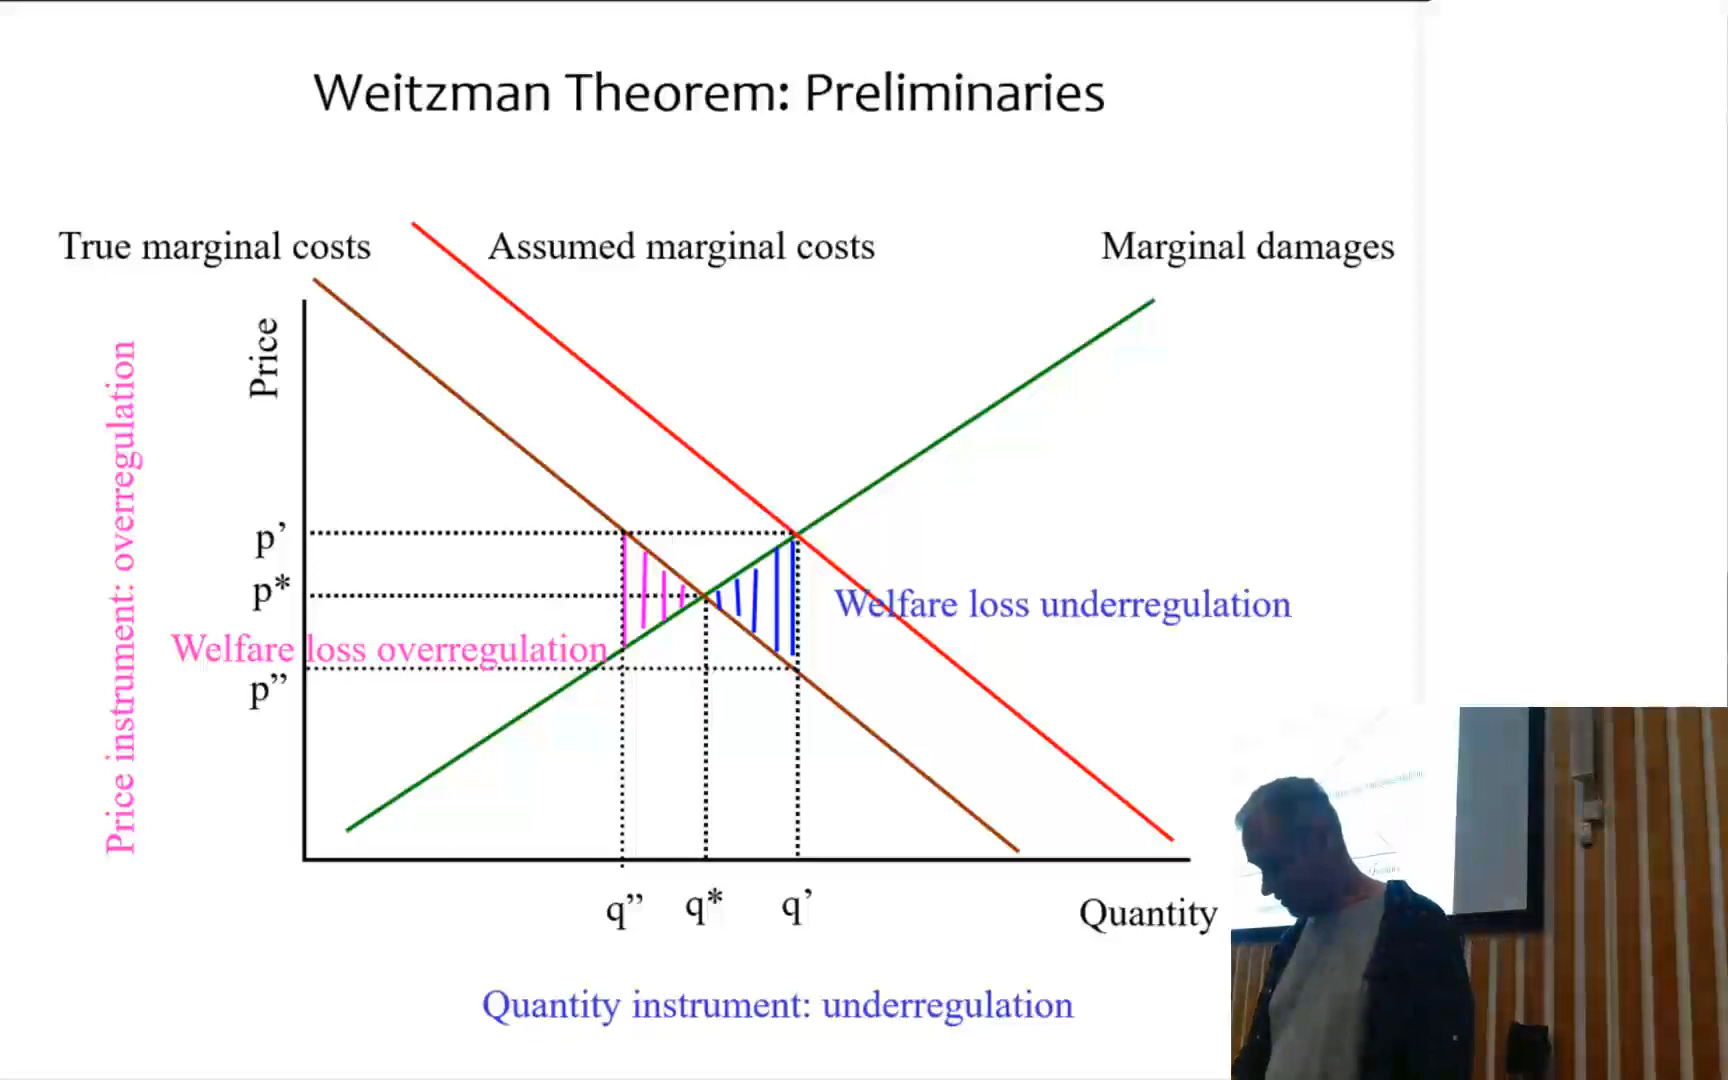 Weitzman Theorem: Preliminaries
True marginal costs
Assumed marginal costs
Marginal damages
Price instrument: overregulation
Price
p’
p*
Welfare loss underregulation
Welfare loss overregulation
p”
q”
q*
q’
Quantity
Quantity instrument: underregulation